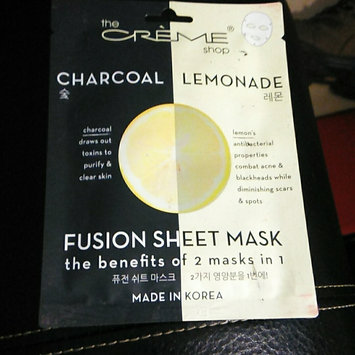 the
CRÈME®
shop
CHARCOAL
숯
LEMONADE
레몬
charcoal
draws out
toxins to
purify &
clear skin
lemon's
antibacterial
properties
combat acne &
blackheads while
diminishing scars
& spots
FUSION SHEET MASK
the benefits of 2 masks in 1
퓨전 쉬트 마스크 2가지 영양분을 1번에!
MADE IN KOREA